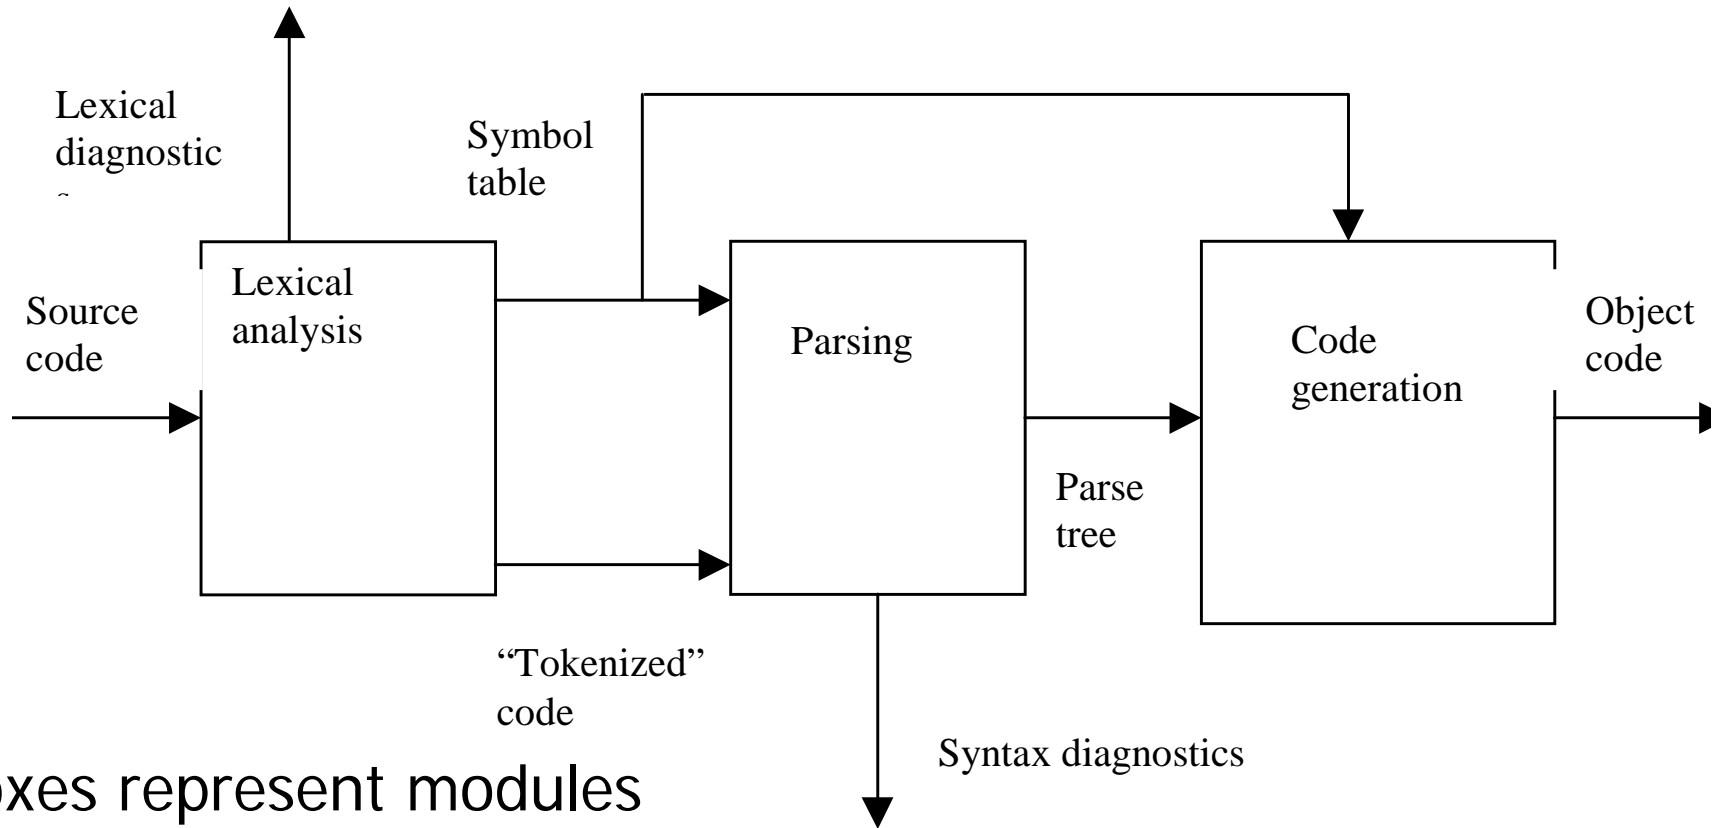 Lexical
diagnostic
Symbol
table
Lexical
analysis
Source
code
Parsing
Code
generation
Object
code
Parse
tree
“Tokenized”
code
Syntax diagnostics
oxes represent modules